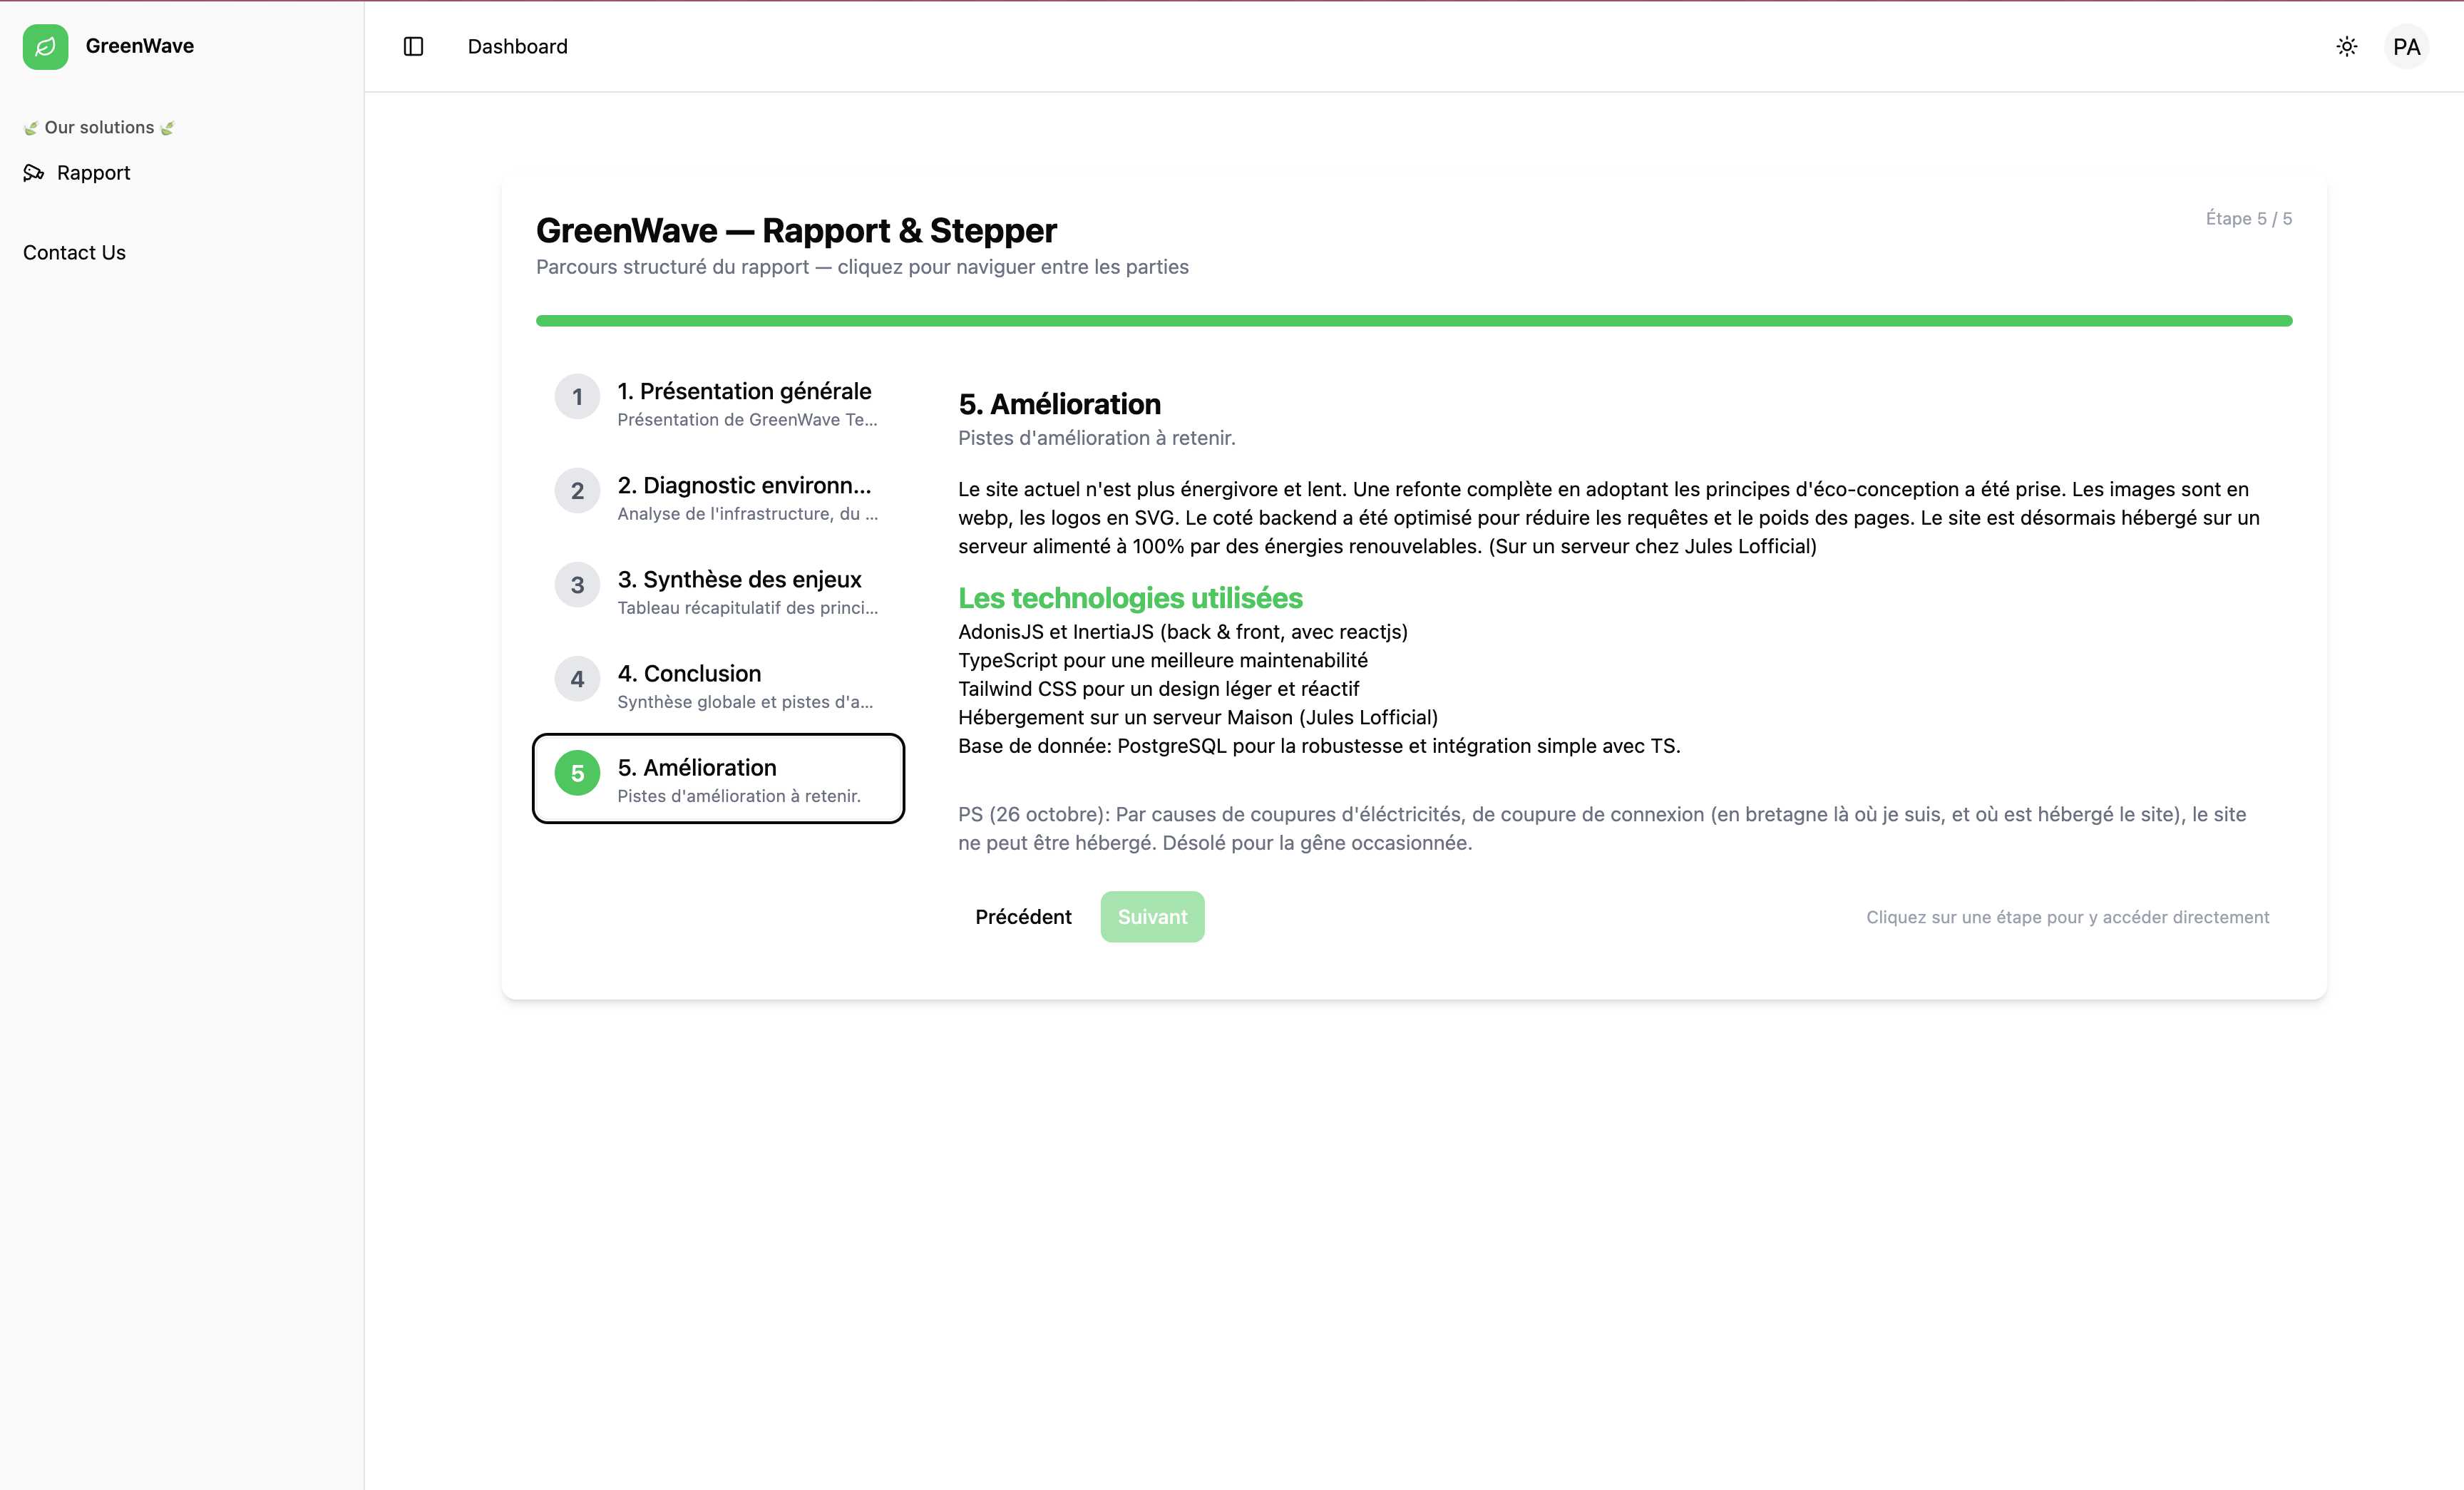 GreenWave
Our solutions
Rapport
Contact Us
Dashboard
PA
GreenWave — Rapport & Stepper
Étape 5 / 5
Parcours structuré du rapport — cliquez pour naviguer entre les parties
1
1. Présentation générale
Présentation de GreenWave Te...
2
2. Diagnostic environn...
Analyse de l'infrastructure, du ...
3
3. Synthèse des enjeux
Tableau récapitulatif des princi...
4
4. Conclusion
Synthèse globale et pistes d'a...
5
5. Amélioration
Pistes d'amélioration à retenir.
5. Amélioration
Pistes d'amélioration à retenir.
Le site actuel n'est plus énergivore et lent. Une refonte complète en adoptant les principes d'éco-conception a été prise. Les images sont en
webp, les logos en SVG. Le coté backend a été optimisé pour réduire les requêtes et le poids des pages. Le site est désormais hébergé sur un
serveur alimenté à 100% par des énergies renouvelables. (Sur un serveur chez Jules Lofficial)
Les technologies utilisées
AdonisJS et InertiaJS (back & front, avec reactjs)
TypeScript pour une meilleure maintenabilité
Tailwind CSS pour un design léger et réactif
Hébergement sur un serveur Maison (Jules Lofficial)
Base de donnée: PostgreSQL pour la robustesse et intégration simple avec TS.
PS (26 octobre): Par causes de coupures d'éléctricités, de coupure de connexion (en bretagne là où je suis, et où est hébergé le site), le site
ne peut être hébergé. Désolé pour la gêne occasionnée.
Précédent
Suivant
Cliquez sur une étape pour y accéder directement